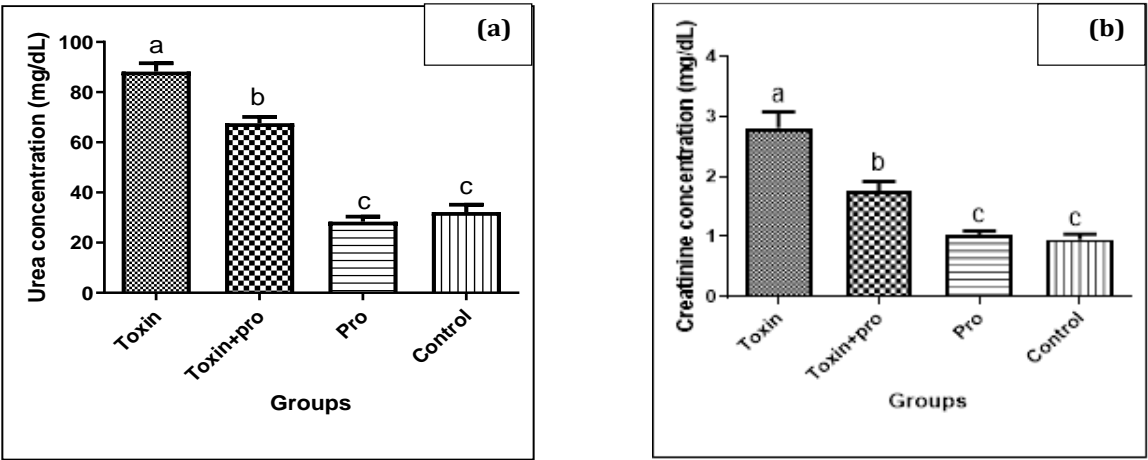 (a)
Urea concentration (mg/dL)
100
80
60
40
20
0
a
b
c
c
Toxin
Toxin+pro
Pro
Control
Groups
(b)
Creatinine concentration (mg/dL)
4
3
2
1
0
a
b
c
c
Toxin
Toxin+pro
Pro
Control
Groups